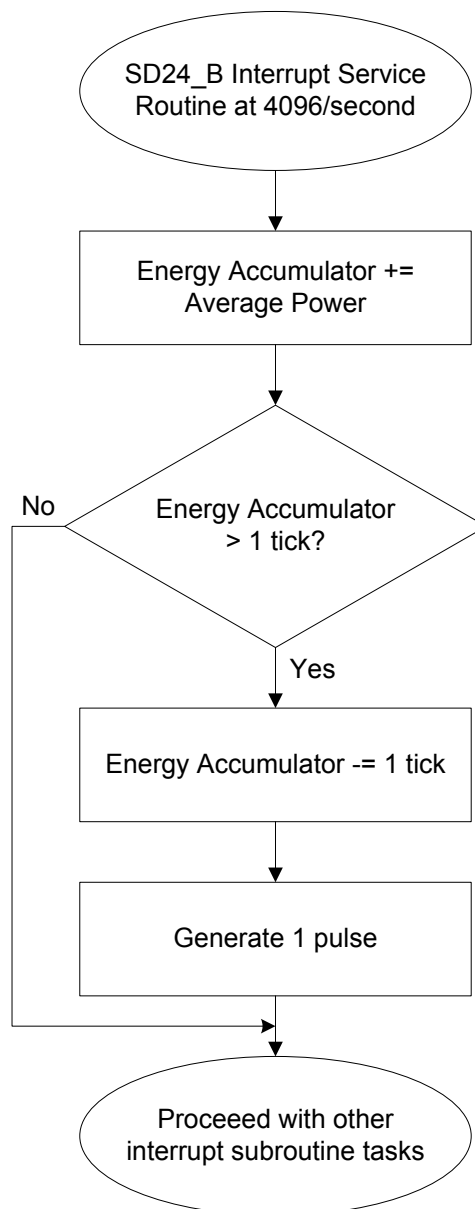 SD24_B Interrupt Service
Routine at 4096/second
Energy Accumulator +=
Average Power
No
Energy Accumulator
> 1 tick?
Yes
Energy Accumulator -= 1 tick
Generate 1 pulse
Proceeed with other
interrupt subroutine tasks